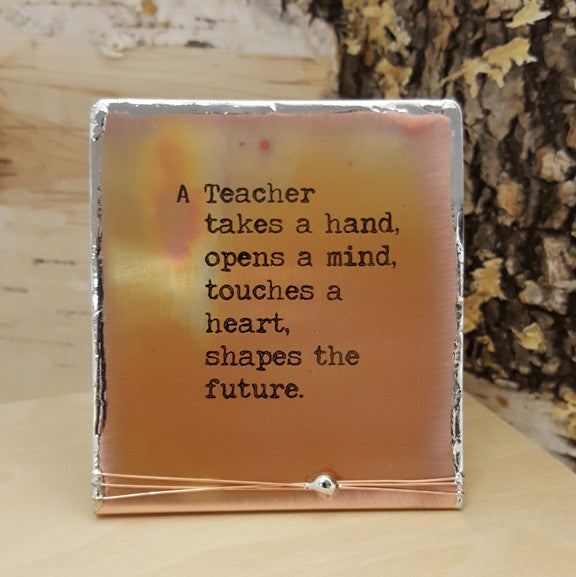 A Teacher
takes a hand,
opens a mind,
touches a
heart,
shapes the
future.